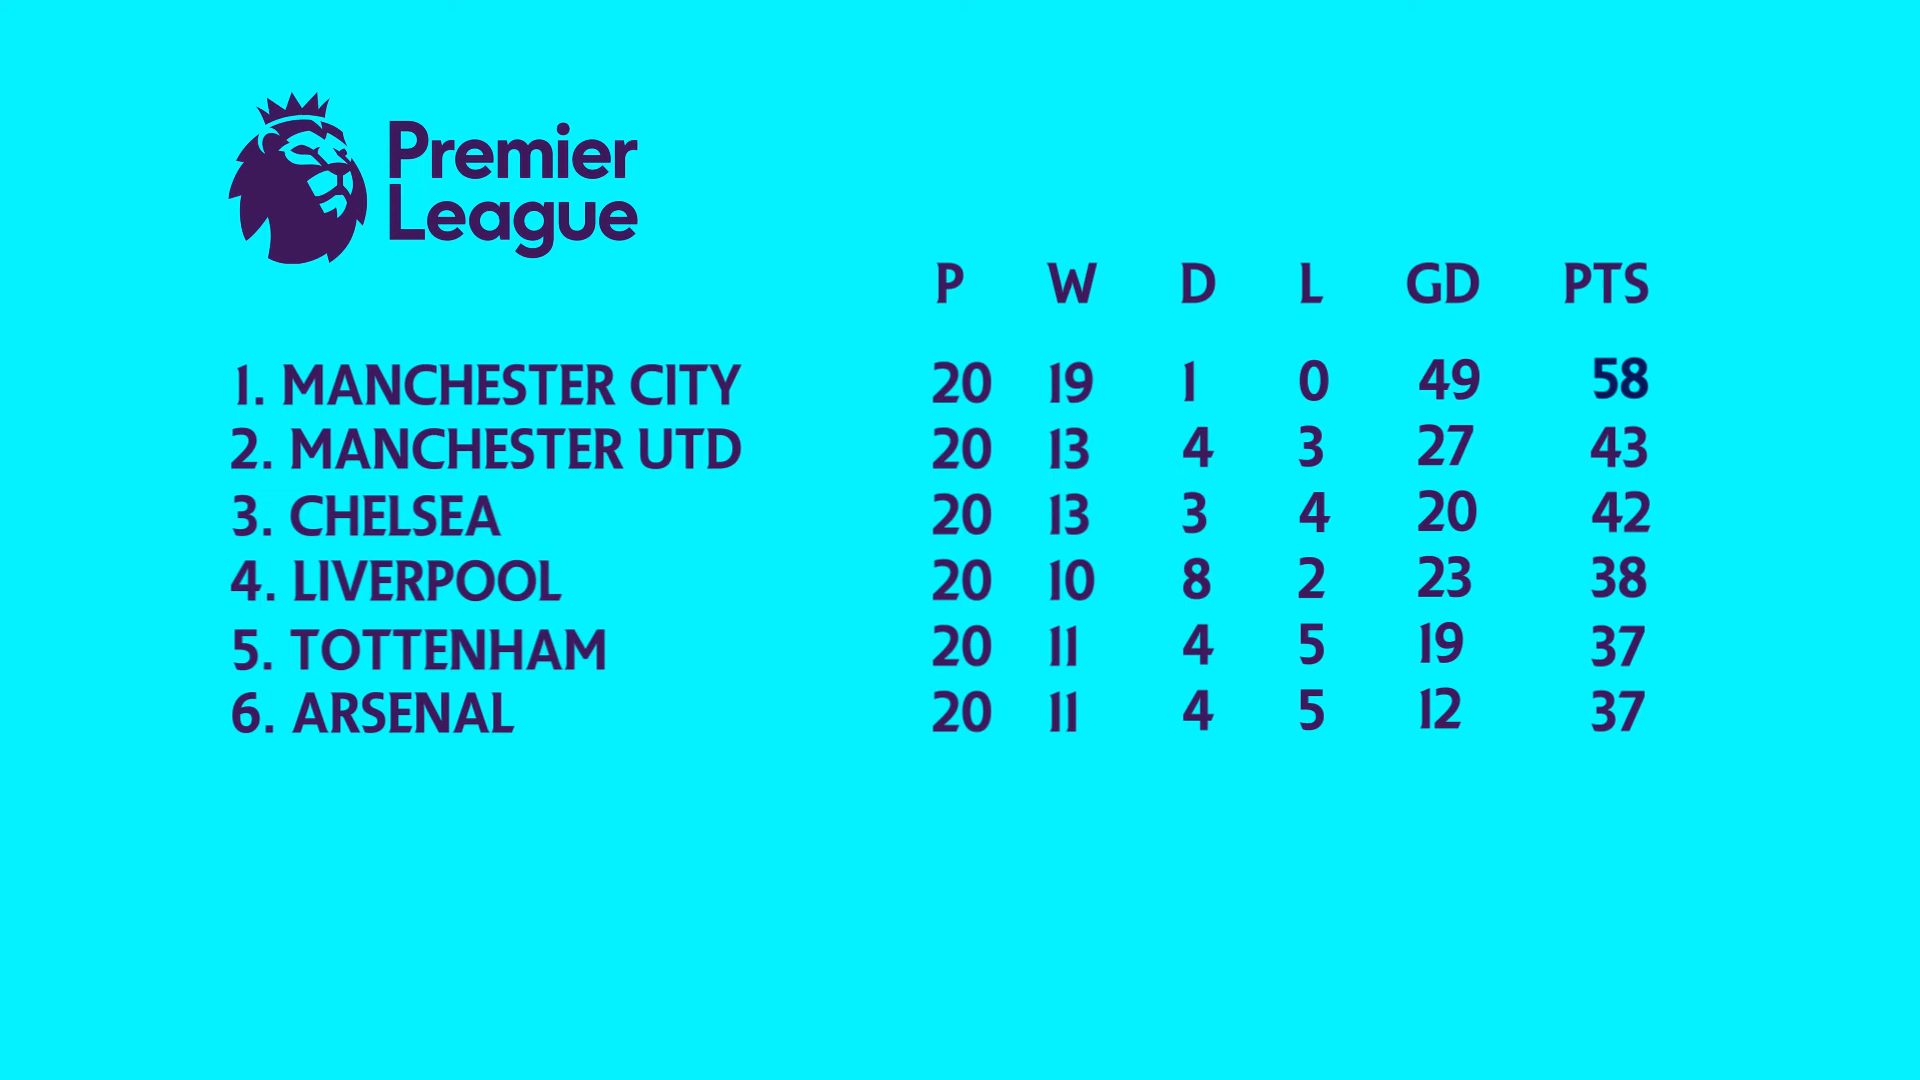 Premier
League
P W D L GD PTS
1. MANCHESTER CITY 20 19 1 0 49 58
2. MANCHESTER UTD 20 13 4 3 27 43
3. CHELSEA 20 13 3 4 20 42
4. LIVERPOOL 20 10 8 2 23 38
5. TOTTENHAM 20 11 4 5 19 37
6. ARSENAL 20 11 4 5 12 37